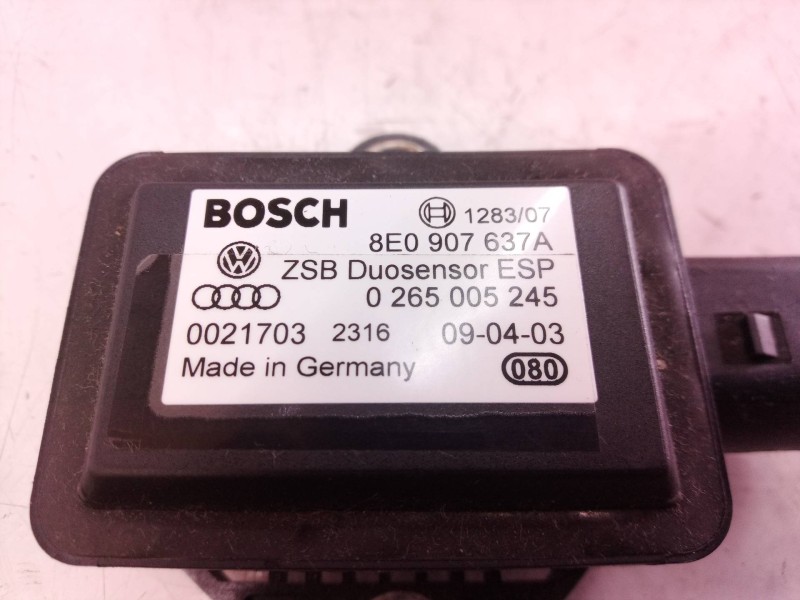 BOSCH 1283/07
8E0 907 637A
ZSB Duosensor ESP
0 265 005 245
0021703 2316 09-04-03
Made in Germany 080